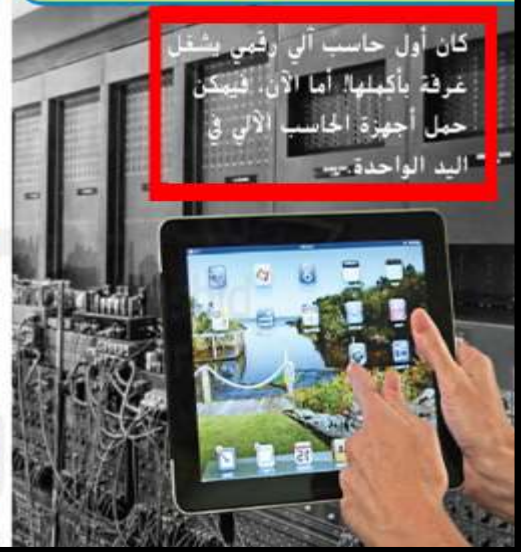 كان أول حاسب آلي رقمي يشغل
غرفة بأكملها! أما الآن، فيمكن
حمل أجهزة الحاسب الآلي في
اليد الواحدة.